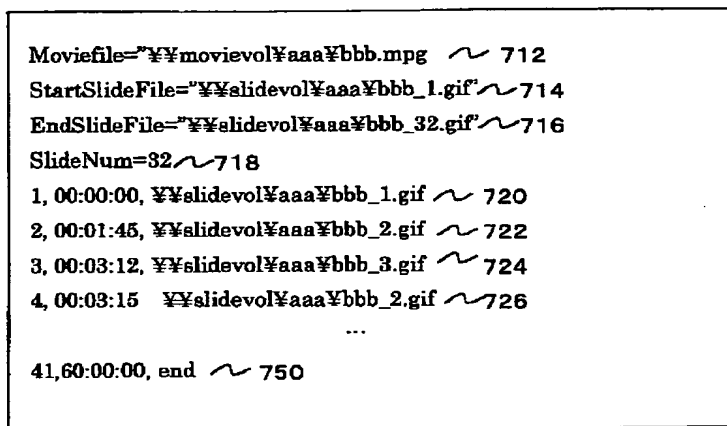 Moviefile="¥¥movievol¥aaa¥bbb.mpg 712
StartSlideFile="¥¥slidevol¥aaa¥bbb_1.gif" 714
EndSlideFile="¥¥slidevol¥aaa¥bbb_32.gif" 716
SlideNum=32 718
1, 00:00:00, ¥¥slidevol¥aaa¥bbb_1.gif 720
2, 00:01:45, ¥¥slidevol¥aaa¥bbb_2.gif 722
3, 00:03:12, ¥¥slidevol¥aaa¥bbb_3.gif 724
4, 00:03:15 ¥¥slidevol¥aaa¥bbb_2.gif 726
...
41,60:00:00, end 750